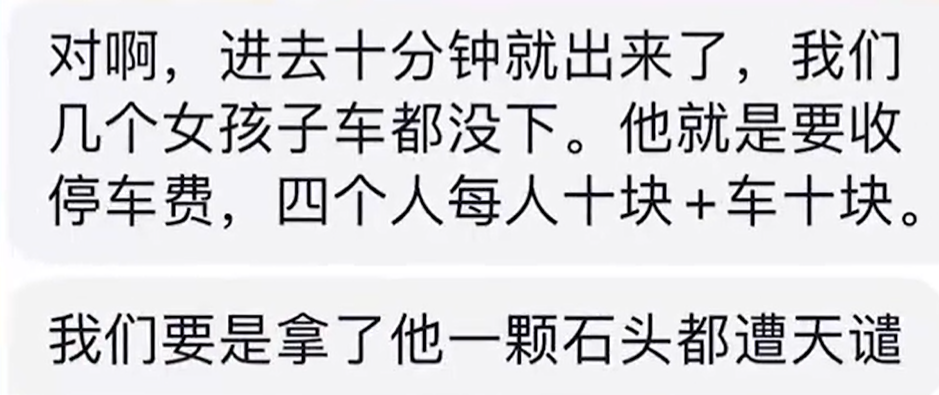 对啊，进去十分钟就出来了，我们
几个女孩子车都没下。他就是要收
停车费，四个人每人十块+车十块。
我们要是拿了他一颗石头都遭天谴